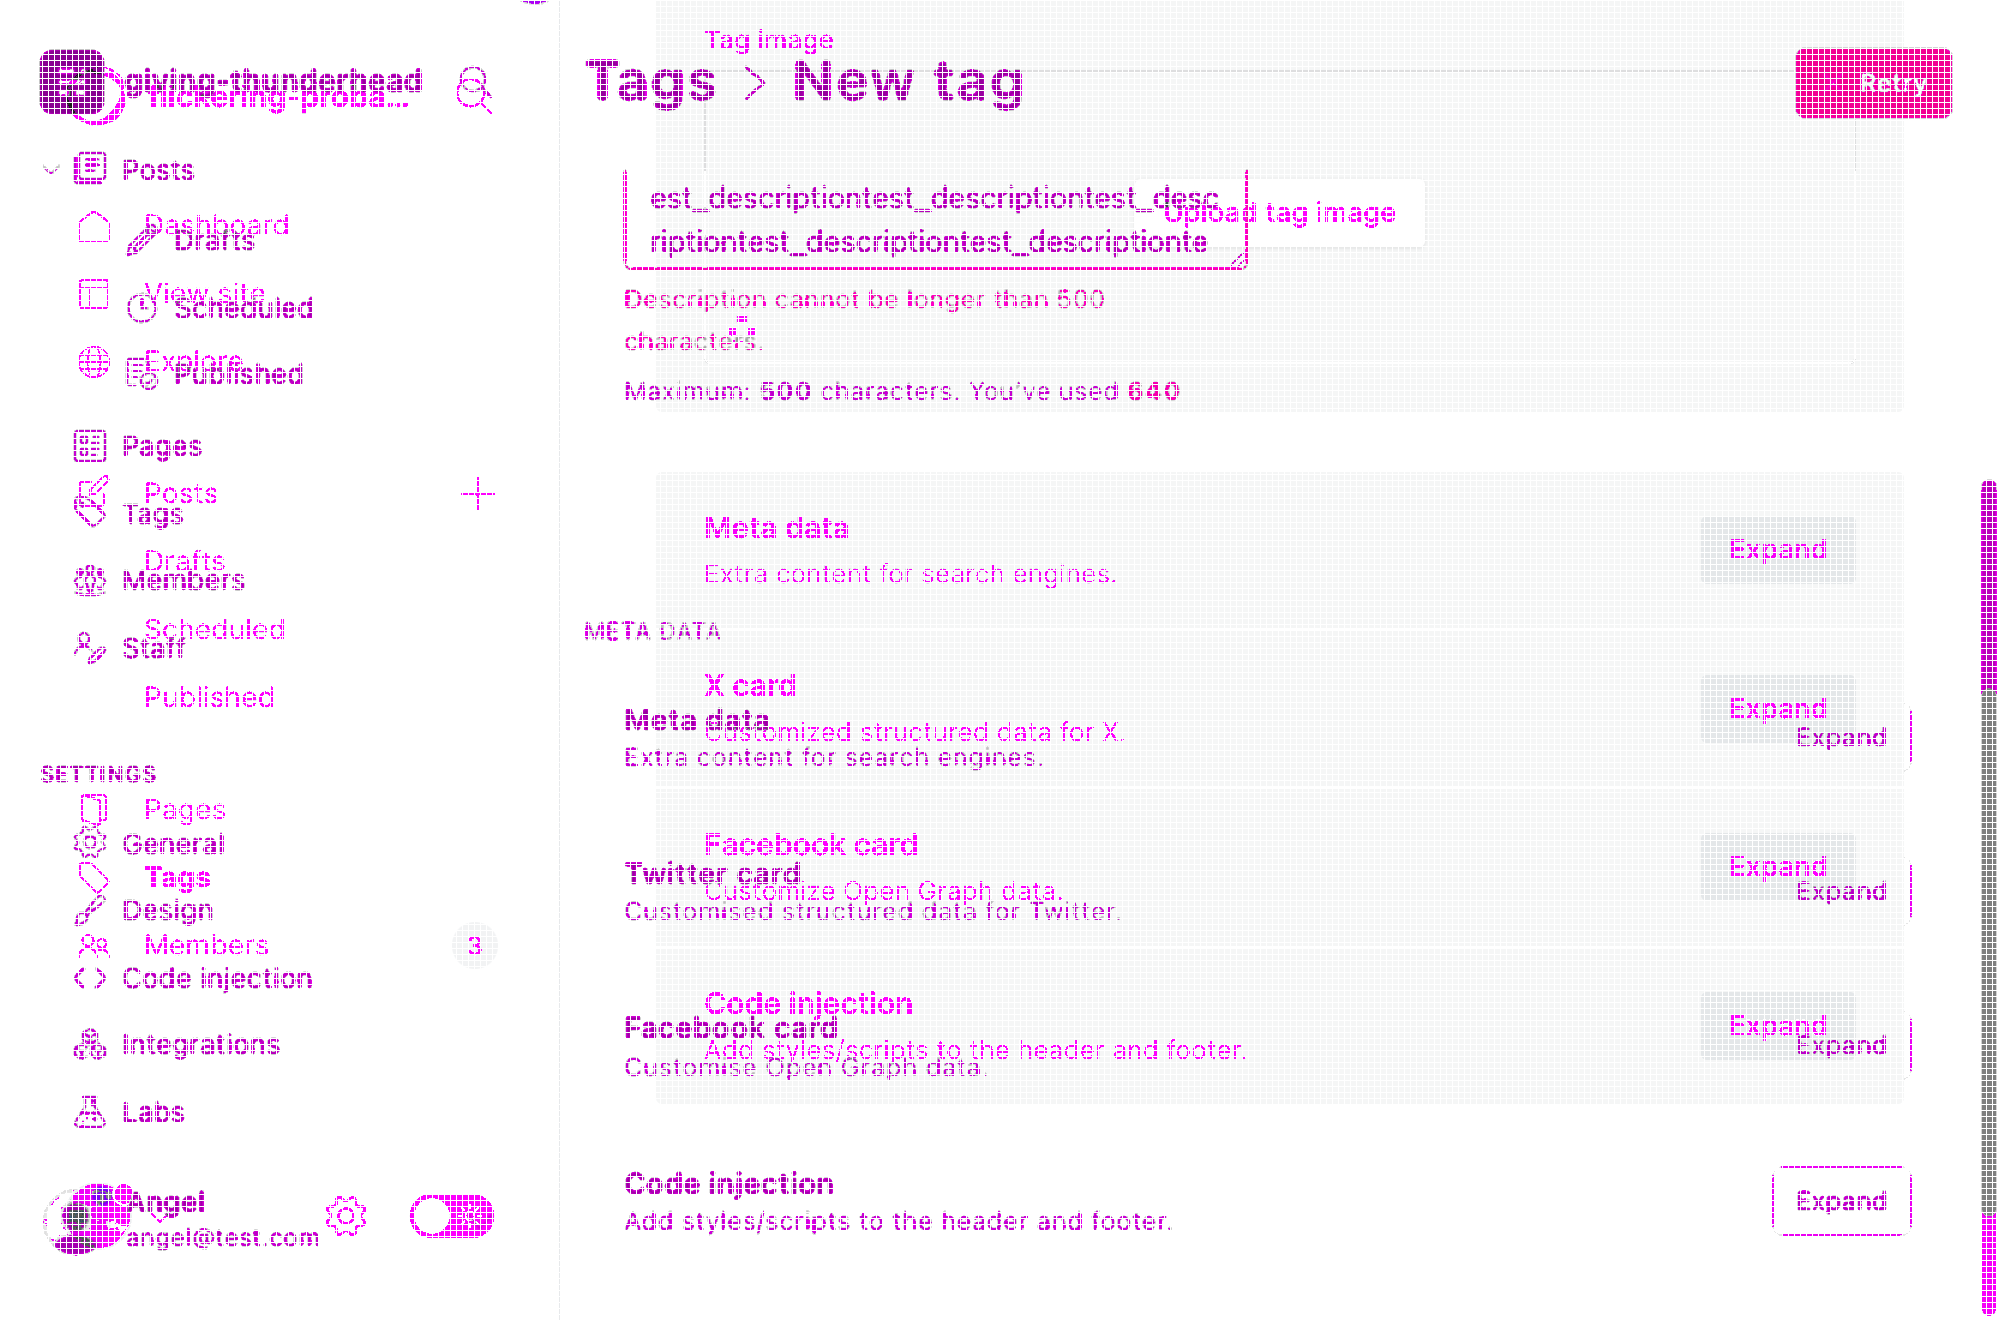 Tag image
giving-thunderhead
Tags > New tag
Retry
Posts
est_descriptiontest_descriptiontest_desc
Upload tag image
Dashboard
Drafts
riptiontest_descriptiontest_descriptionte
View site
Scheduled
Description cannot be longer than 500
characters.
Explore
Published
Maximum: 500 characters. You've used 640
Pages
Posts
Tags
Meta data
Expand
Drafts
Members
Extra content for search engines.
Scheduled
META DATA
Staff
X card
Published
Expand
Meta data
Customized structured data for X.
Expand
Extra content for search engines.
SETTINGS
Pages
General
Facebook card
Expand
Tags
Twitter card
Customize Open Graph data.
Expand
Design
Customised structured data for Twitter.
Members
3
Code injection
Code injection
Expand
Facebook card
Integrations
Add styles/scripts to the header and footer.
Expand
Customise Open Graph data.
Labs
Code injection
Angel
Expand
Add styles/scripts to the header and footer.
angel@test.com